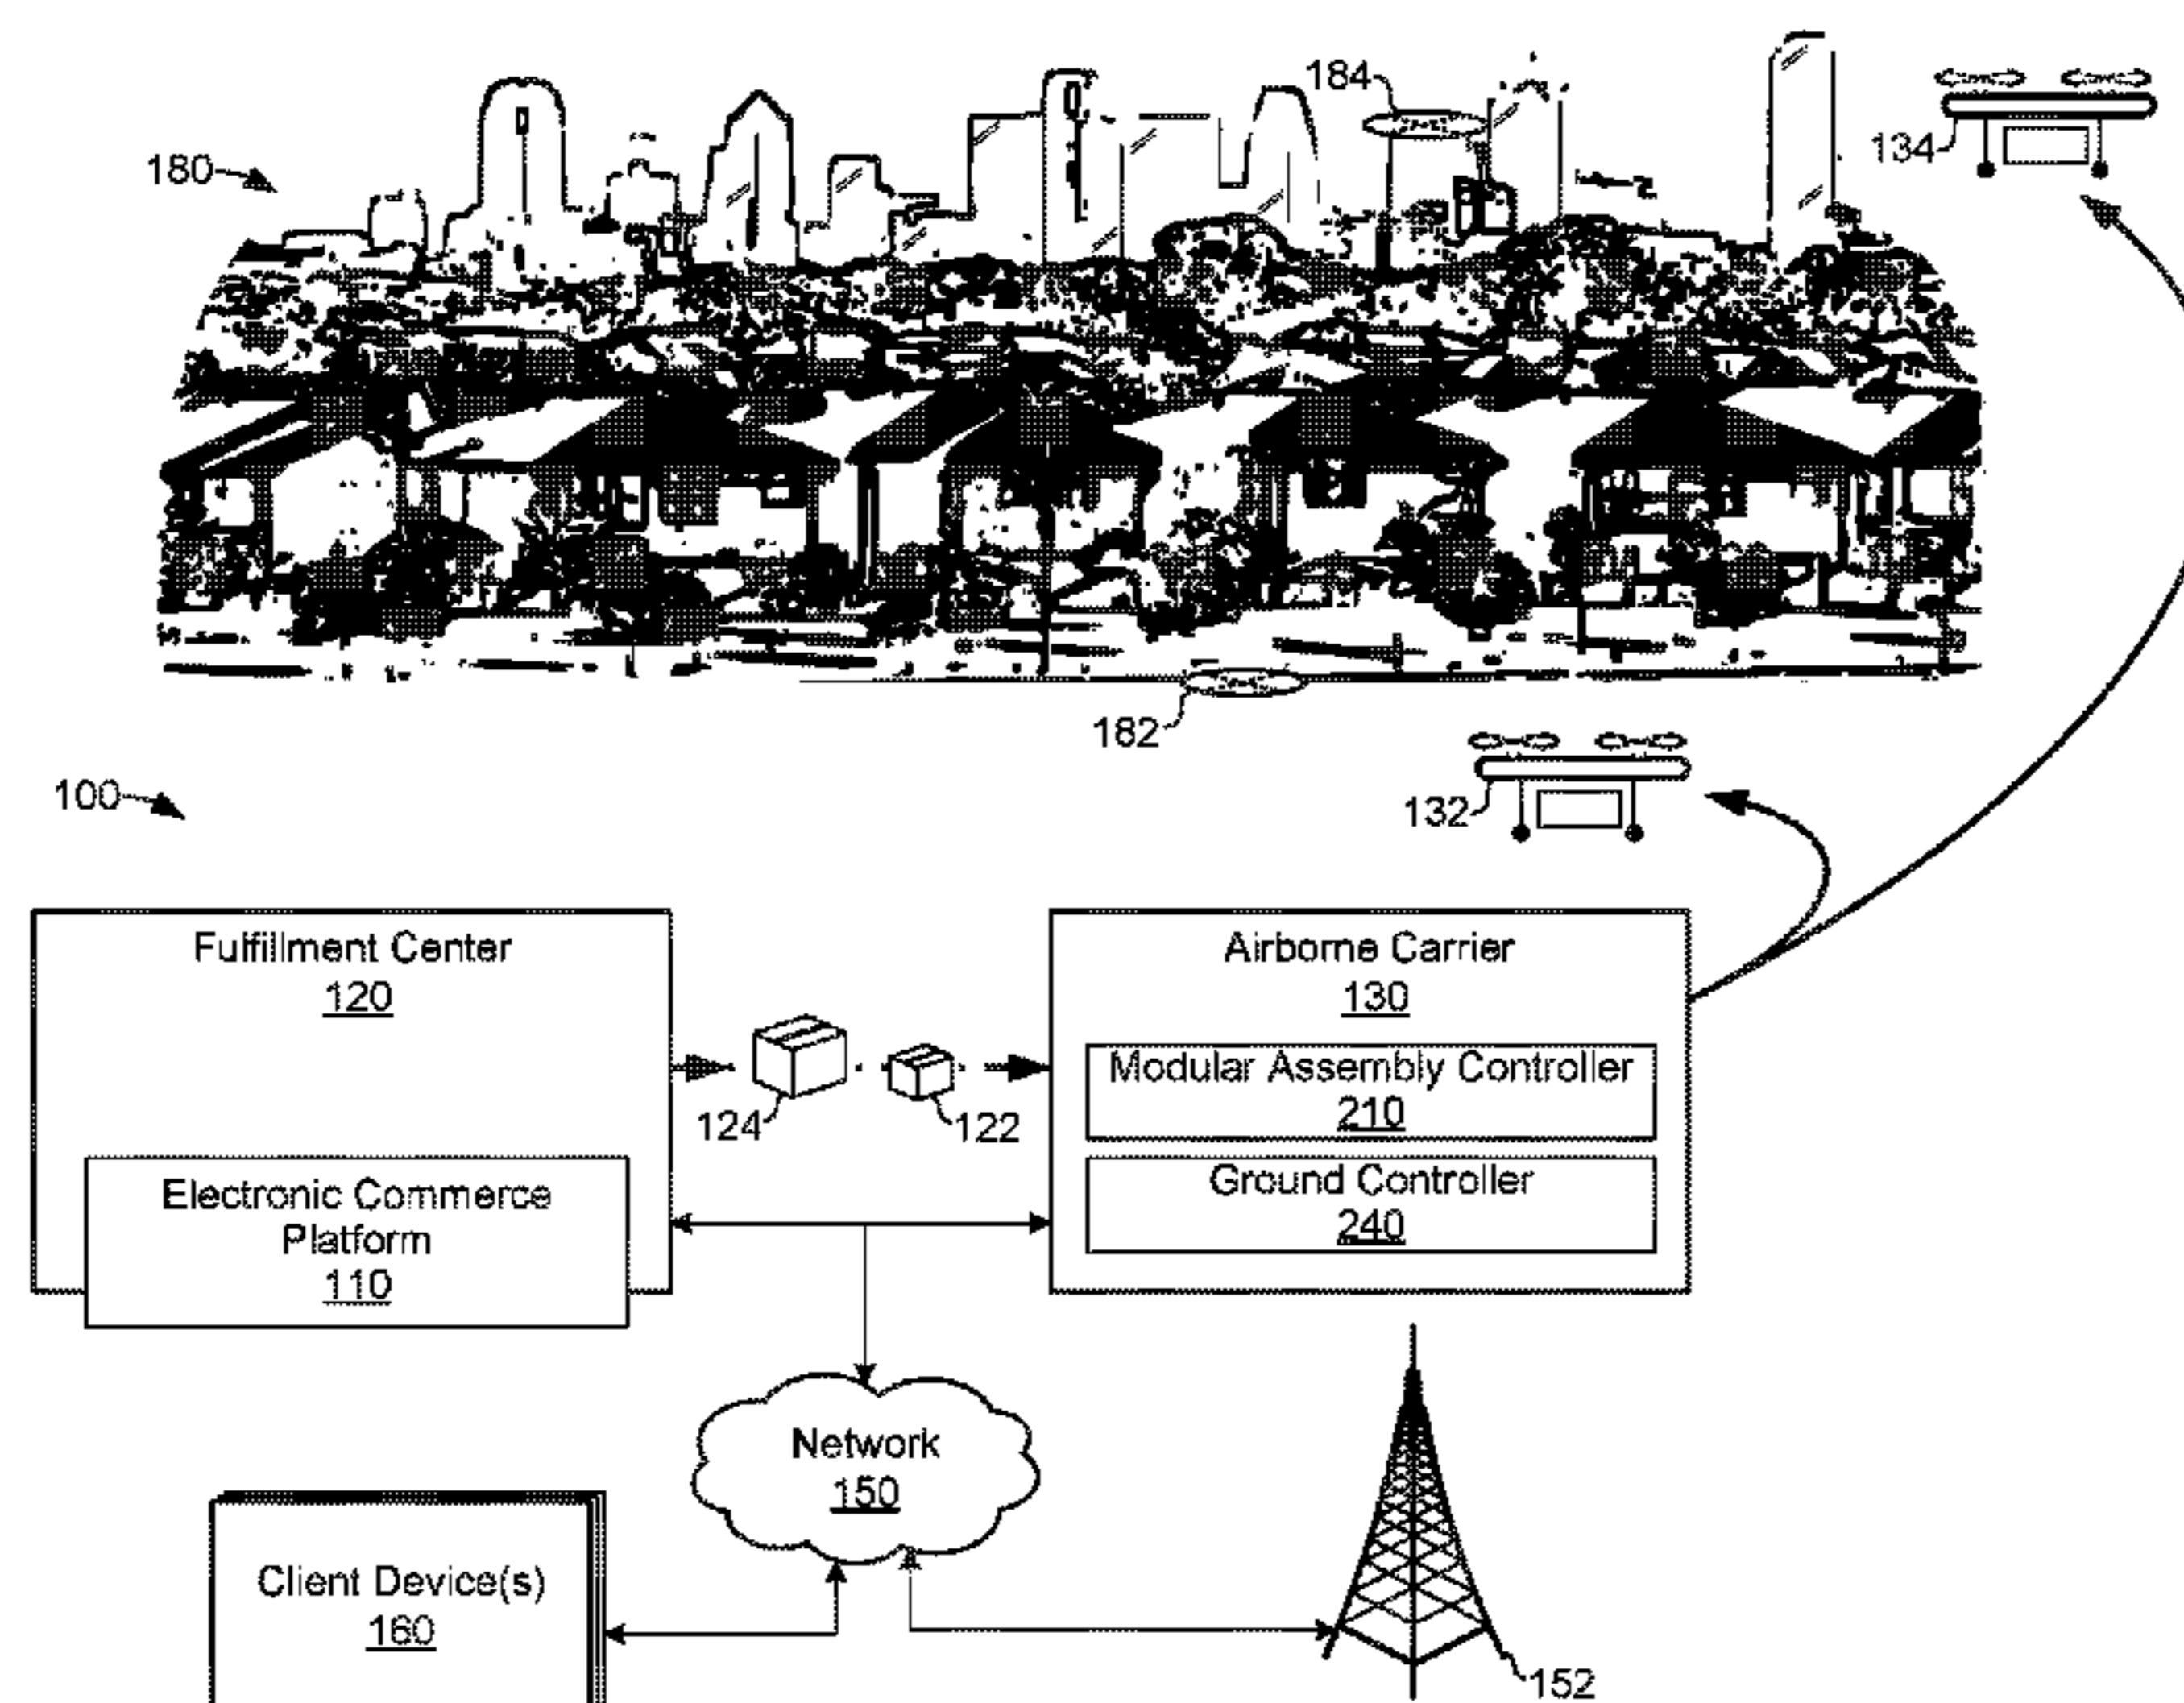 184
134
180
182
132
100
Fulfillment Center
120
Airborne Carrier
130
Modular Assembly Controller
210
124
122
Ground Controller
240
Electronic Commerce
Platform
110
Network
150
Client Device(s)
160
152